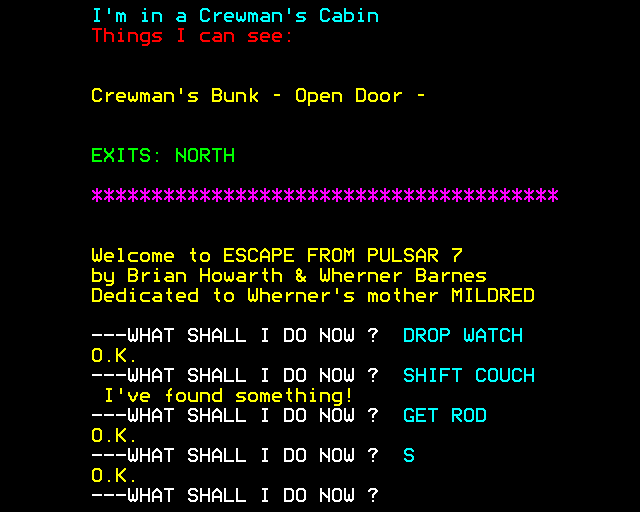 I'm in a Crewman's Cabin
Things I can see:
Crewman's Bunk - Open Door -
EXITS: NORTH
***************************************
Welcome to ESCAPE FROM PULSAR 7
by Brian Howarth & Wherner Barnes
Dedicated to Wherner's mother MILDRED
---WHAT SHALL I DO NOW ?  DROP WATCH
O.K.
---WHAT SHALL I DO NOW ?  SHIFT COUCH
 I've found something!
---WHAT SHALL I DO NOW ?  GET ROD
O.K.
---WHAT SHALL I DO NOW ?  S
O.K.
---WHAT SHALL I DO NOW ?